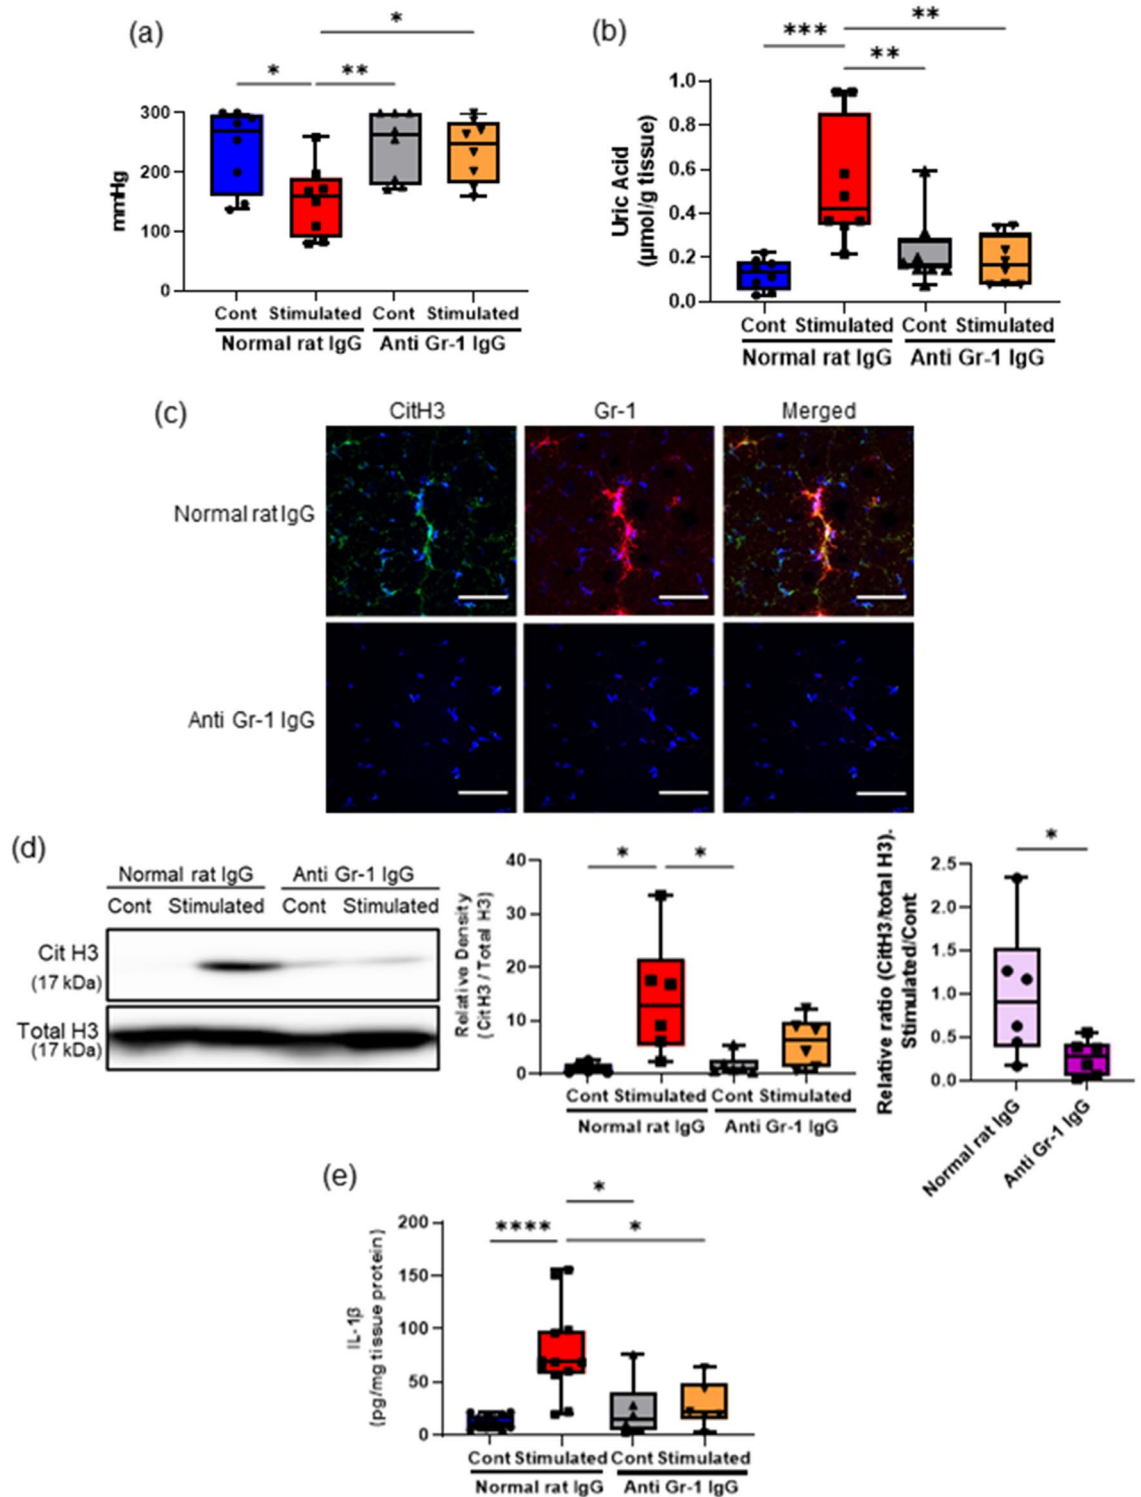 (a)
*
* **
mmHg
300
200
100
0
Cont Stimulated Cont Stimulated
Normal rat IgG Anti Gr-1 IgG
(b)
**
***
**
Uric Acid
(μmol/g tissue)
1.0
0.8
0.6
0.4
0.2
0.0
Cont Stimulated Cont Stimulated
Normal rat IgG Anti Gr-1 IgG
(c)
CitH3 Gr-1 Merged
Normal rat IgG
Anti Gr-1 IgG
(d)
Normal rat IgG Anti Gr-1 IgG
Cont Stimulated Cont Stimulated
Cit H3
(17 kDa)
Total H3
(17 kDa)
* *
Relative Density
(CitH3 / Total H3)
40
30
20
10
0
Cont Stimulated Cont Stimulated
Normal rat IgG Anti Gr-1 IgG
*
Relative ratio (CitH3/total H3).
Stimulated/Cont
2.5
2.0
1.5
1.0
0.5
0.0
Normal rat IgG
Anti Gr-1 IgG
(e)
*
**** *
IL-1β
(pg/mg tissue protein)
200
150
100
50
0
Cont Stimulated Cont Stimulated
Normal rat IgG Anti Gr-1 IgG